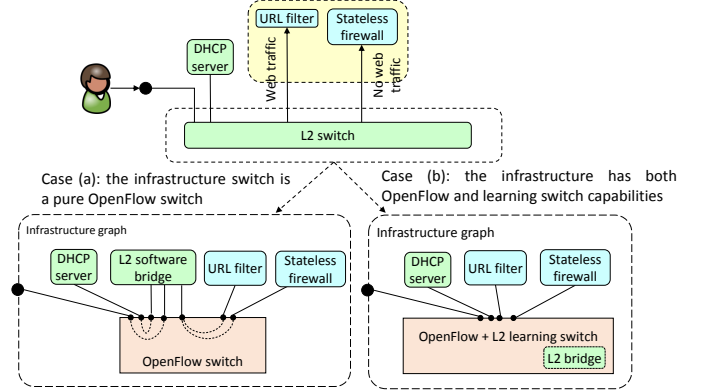 URL filter
Stateless
firewall
DHCP
server
Web traffic
No web
traffic
L2 switch
Case (a): the infrastructure switch is
a pure OpenFlow switch
Case (b): the infrastructure has both
OpenFlow and learning switch capabilities
Infrastructure graph
DHCP
server
L2 software
bridge
URL filter
Stateless
firewall
OpenFlow switch
Infrastructure graph
DHCP
server
URL filter
Stateless
firewall
OpenFlow + L2 learning switch
L2 bridge